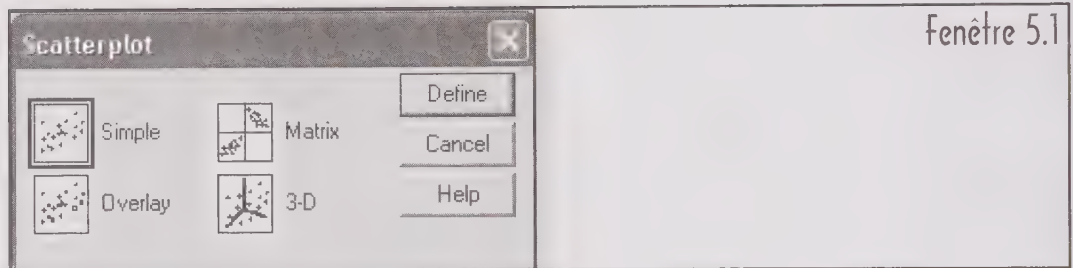 Fenêtre 5.1
Scatterplot
Define
Simple
Matrix
Cancel
Overlay
3-D
Help